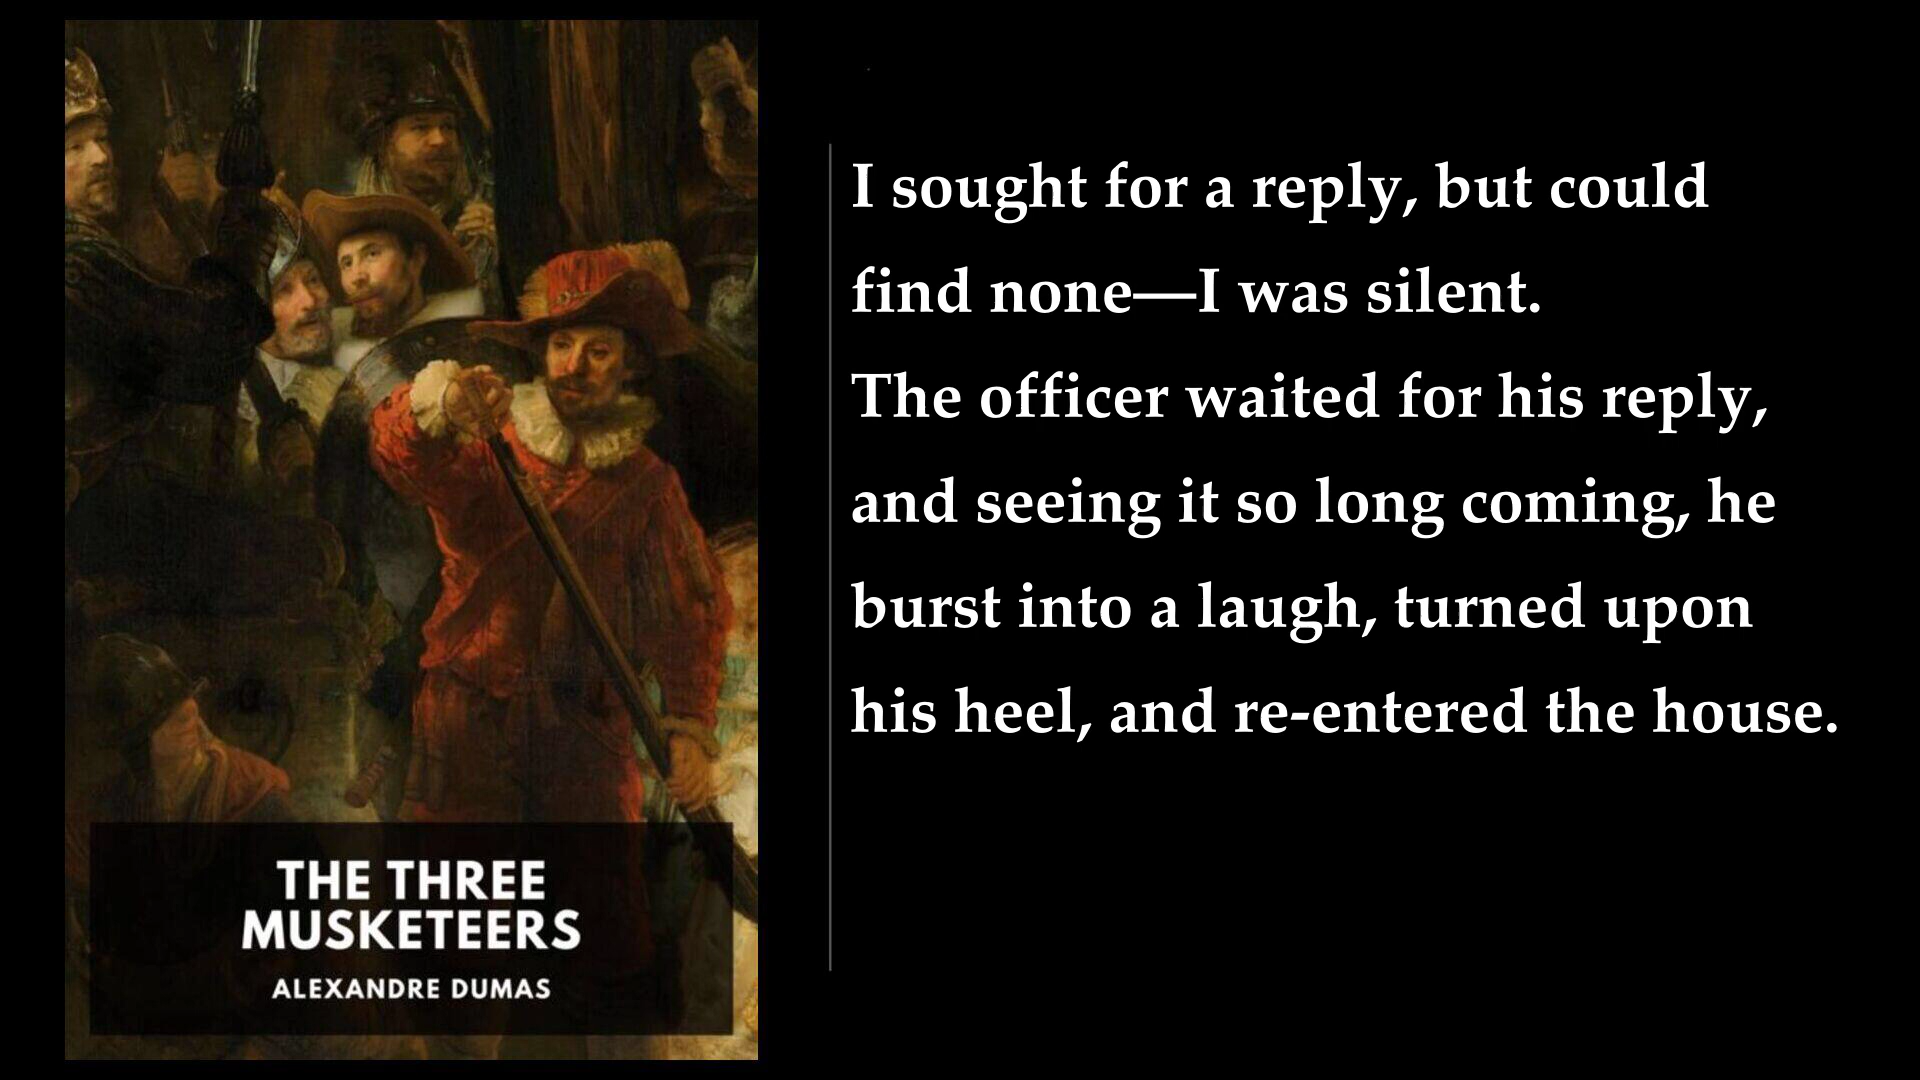 I sought for a reply, but could
find none—I was silent.
The officer waited for his reply,
and seeing it so long coming, he
burst into a laugh, turned upon
his heel, and re-entered the house.
THE THREE
MUSKETEERS
ALEXANDRE DUMAS